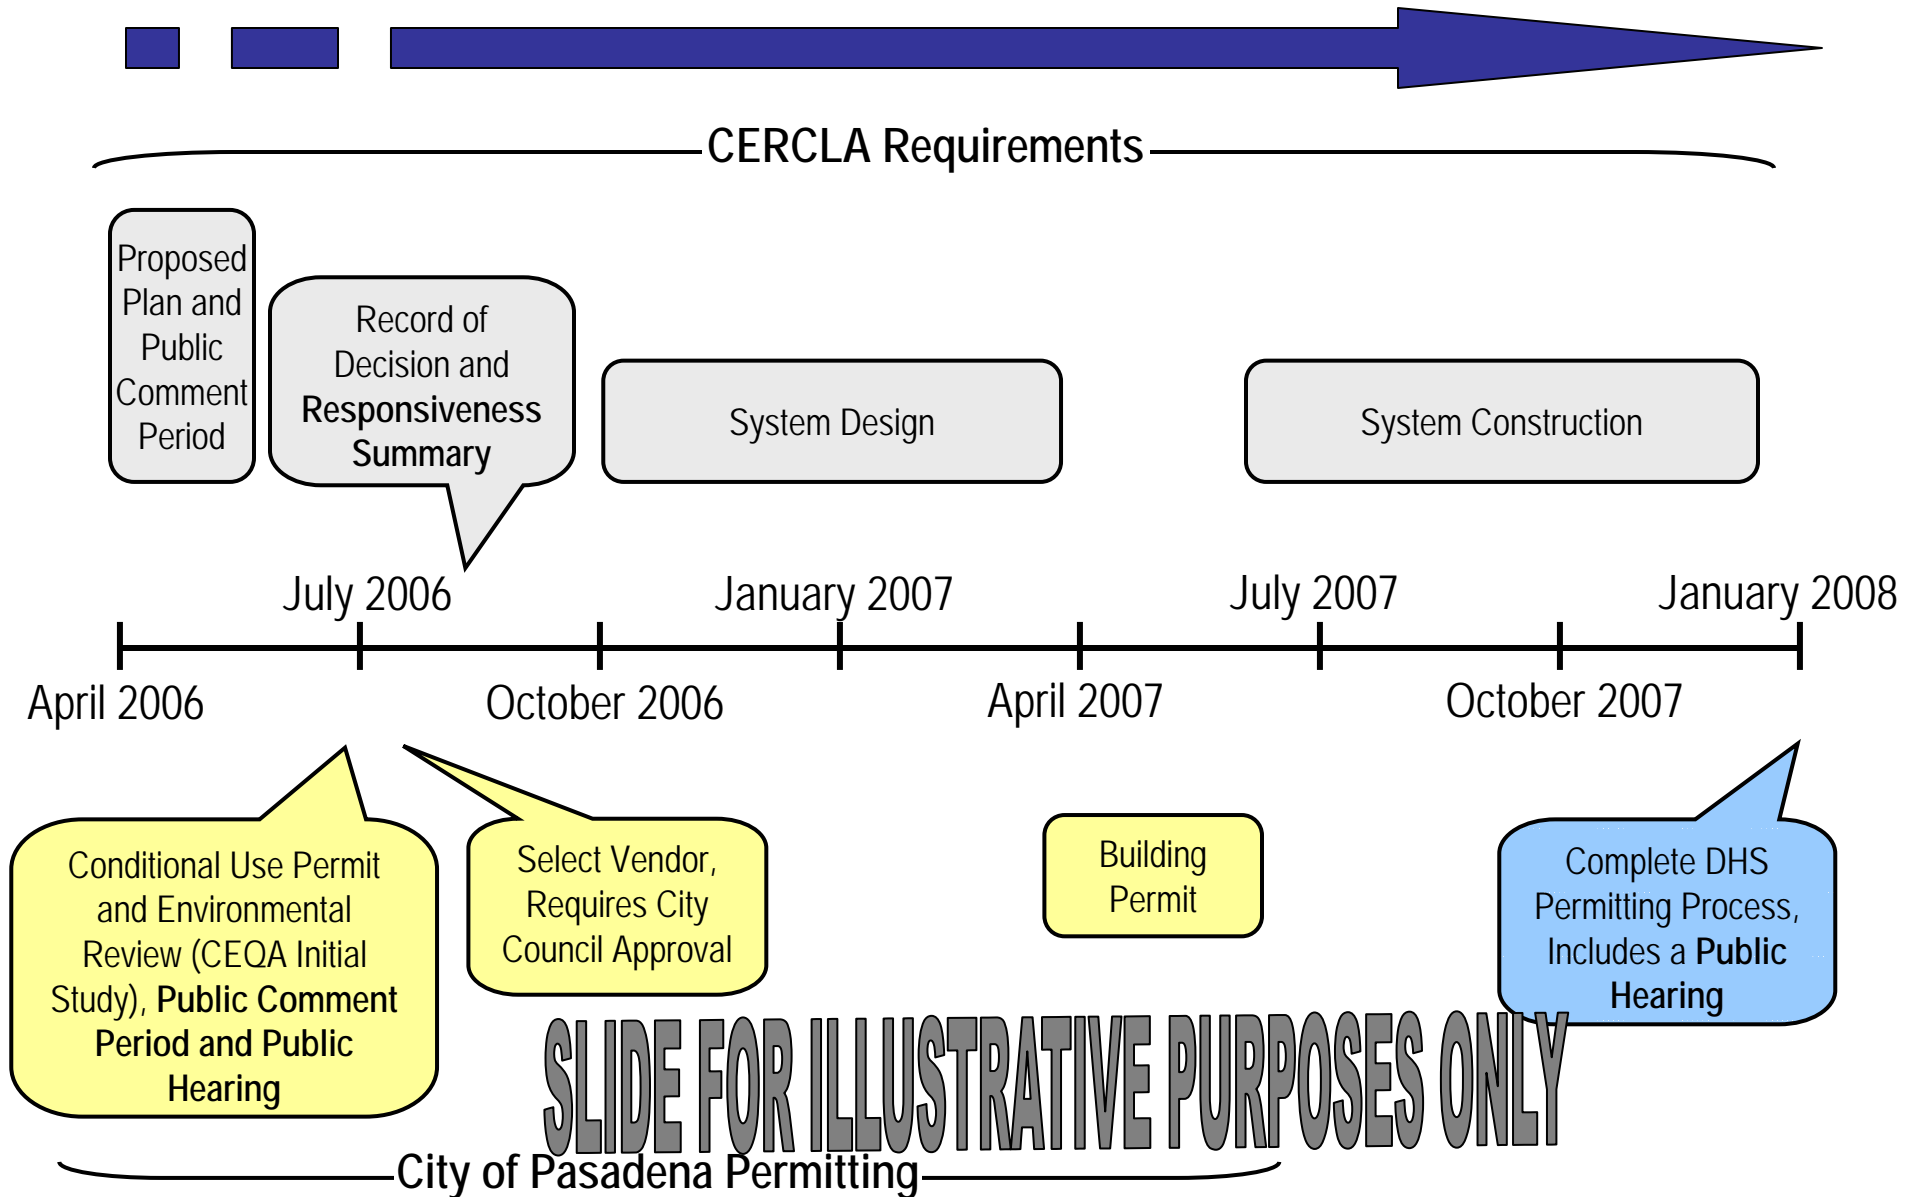 CERCLA Requirements
Proposed
Plan and
Public
Comment
Period
Record of
Decision and
Responsiveness
Summary
System Design
System Construction
July 2006
January 2007
July 2007
January 2008
April 2006
October 2006
April 2007
October 2007
Conditional Use Permit
and Environmental
Review (CEQA Initial
Study), Public Comment
Period and Public
Hearing
Select Vendor,
Requires City
Council Approval
Building
Permit
Complete DHS
Permitting Process,
Includes a Public
Hearing
SLIDE FOR ILLUSTRATIVE PURPOSES ONLY
City of Pasadena Permitting